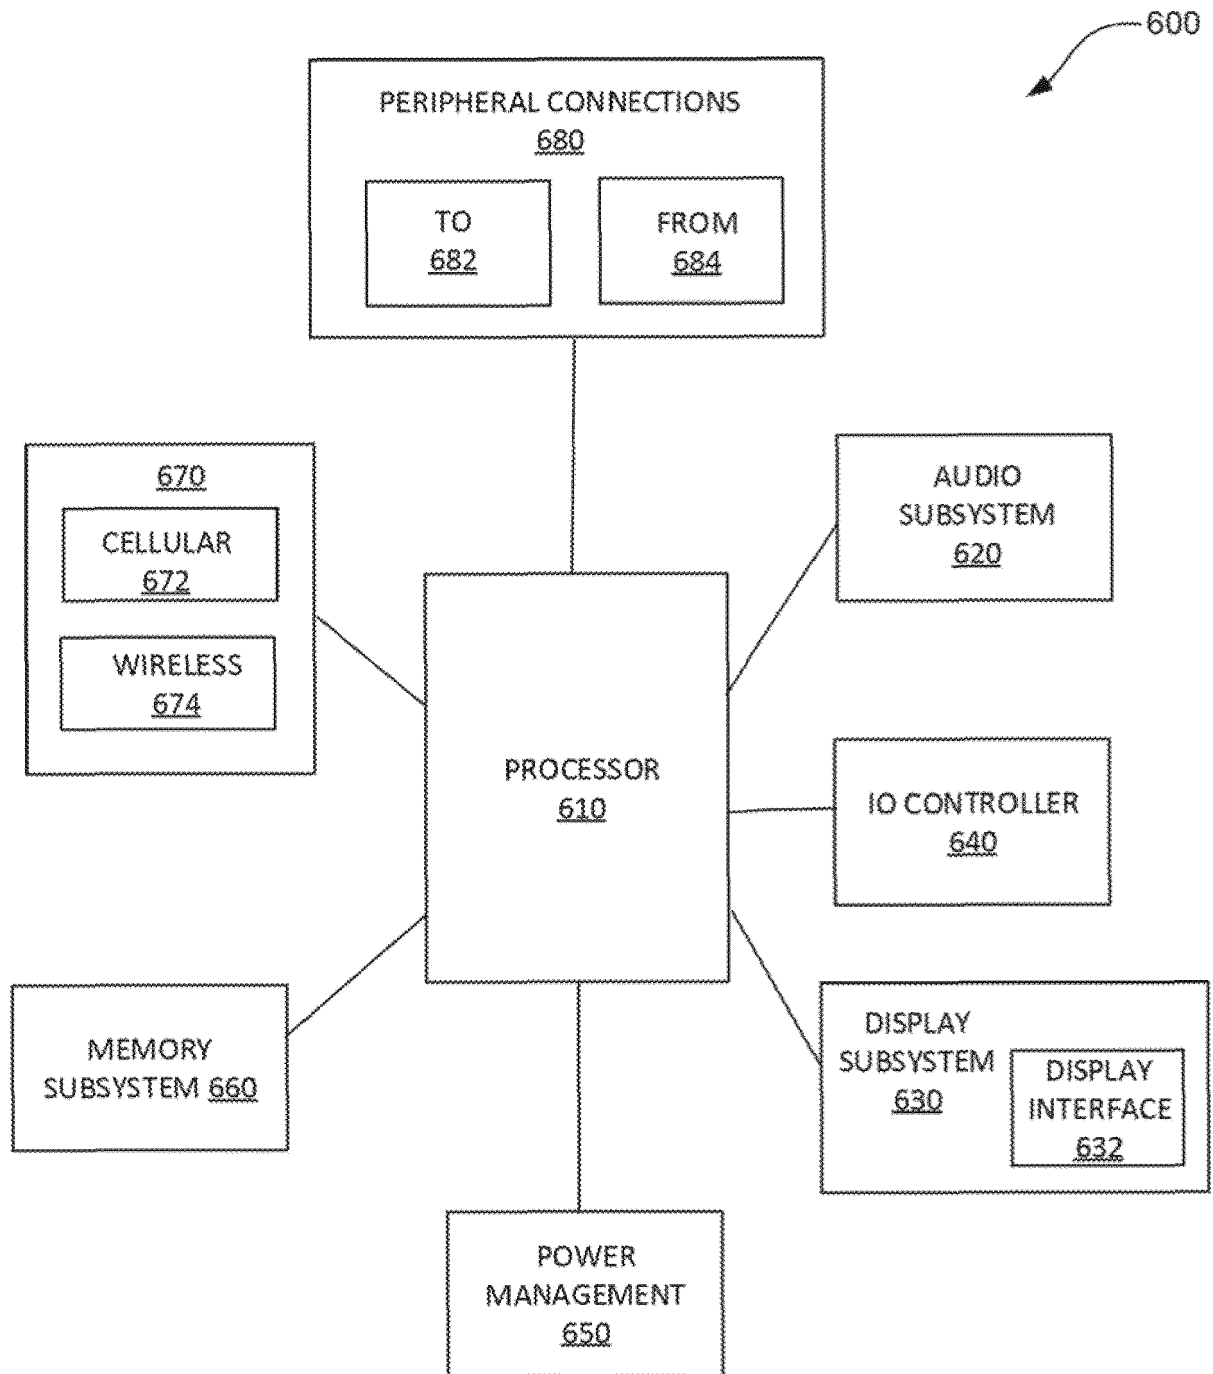 600
PERIPHERAL CONNECTIONS
680
TO
682
FROM
684
670
CELLULAR
672
WIRELESS
674
AUDIO
SUBSYSTEM
620
PROCESSOR
610
IO CONTROLLER
640
MEMORY
SUBSYSTEM 660
DISPLAY
SUBSYSTEM
630
DISPLAY
INTERFACE
632
POWER
MANAGEMENT
650